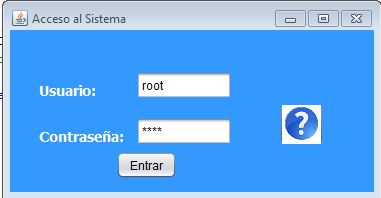 Acceso al Sistema
Usuario: root
Contraseña: ****
Entrar
?